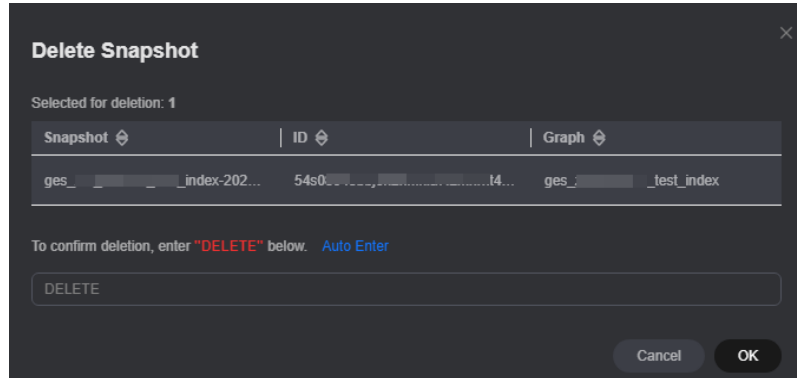 Delete Snapshot
Selected for deletion: 1
Snapshot ID Graph
ges_ _index-202... 54s0 t4... ges_ _test_index
To confirm deletion, enter "DELETE" below. Auto Enter
DELETE
Cancel OK